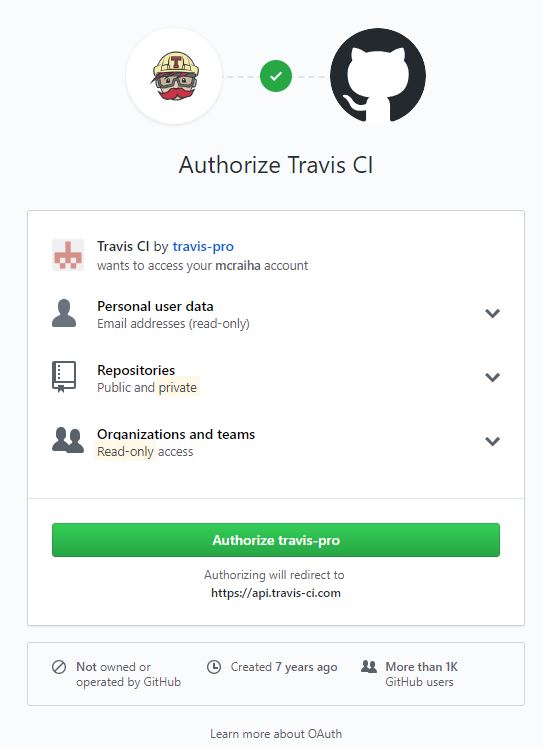 T
Authorize Travis CI
Travis CI by travis-pro
wants to access your mcraiha account
Personal user data
Email addresses (read-only)
Repositories
Public and private
Organizations and teams
Read-only access
Authorize travis-pro
Authorizing will redirect to
https://api.travis-ci.com
Not owned or
operated by GitHub
Created 7 years ago
More than 1K
GitHub users
Learn more about OAuth